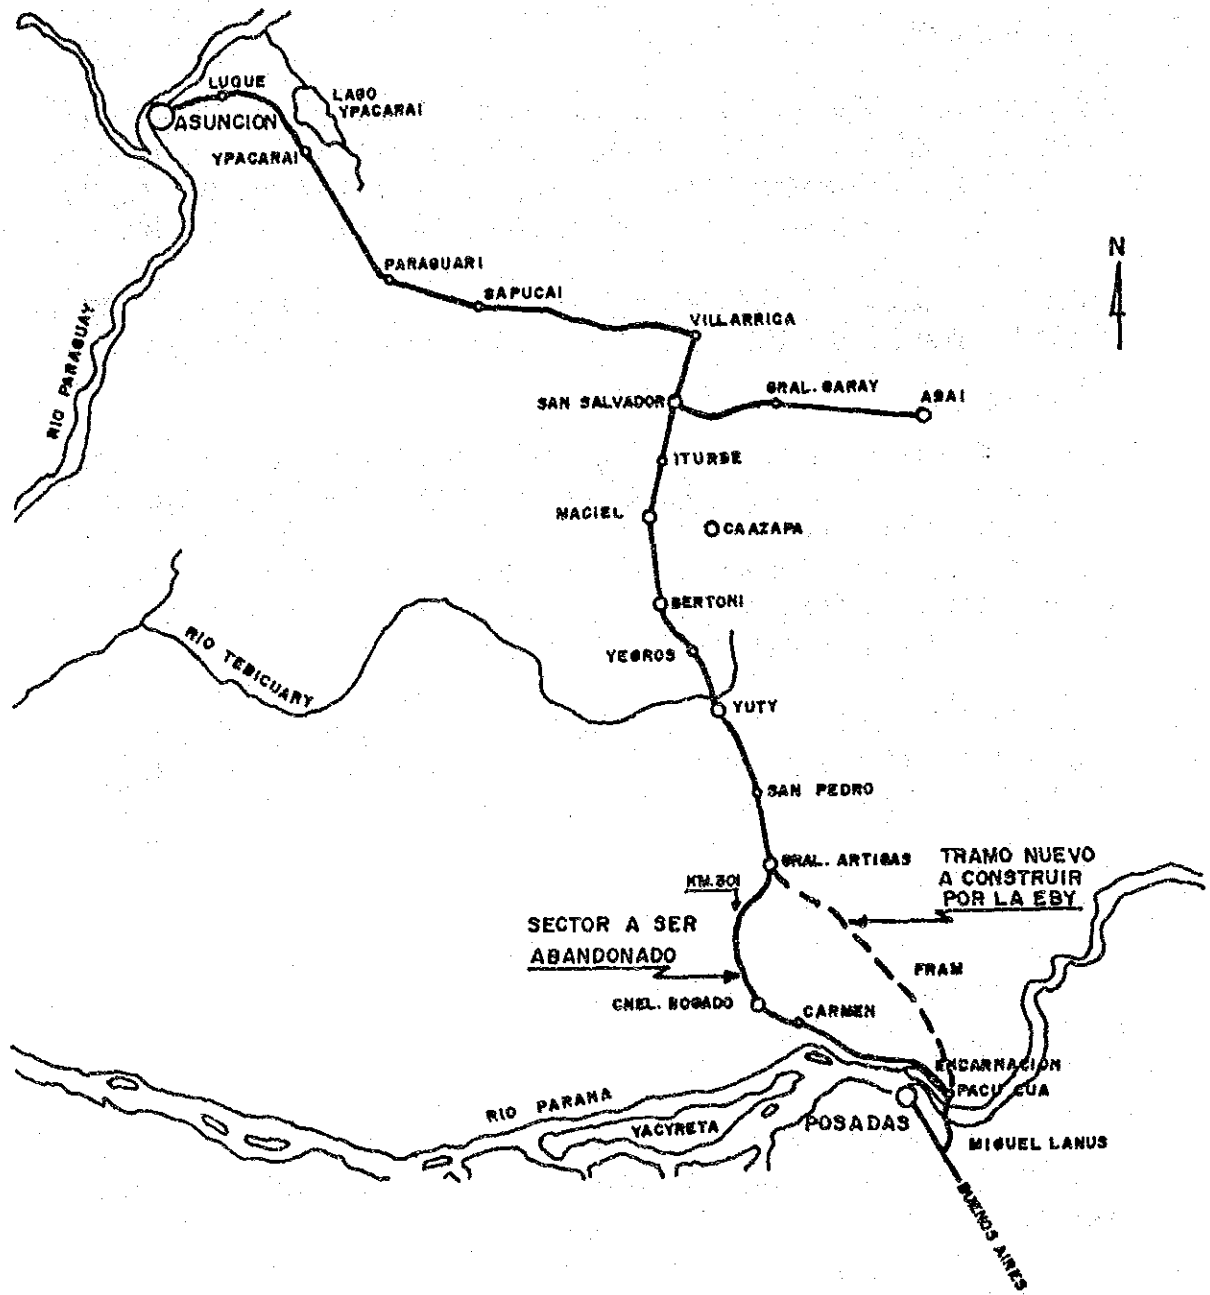 LUQUE
LAGO
YPACARAI
ASUNCION
YPACARAI
N
PARAGUARI
SAPUCAI
VILLARRICA
RIO PARAGUAY
SAN SALVADOR
GRAL. GARAY
ABAI
ITURBE
MACIEL
CAAZAPA
BERTONI
RIO TEBICUARY
YEGROS
YUTY
SAN PEDRO
GRAL. ARTIGAS
TRAMO NUEVO
A CONSTRUIR
POR LA EBY
KM. 301
SECTOR A SER
ABANDONADO
FRAM
CNEL. BOGADO
CARMEN
ENCARNACION
PACU CUA
RIO PARANA
YACYRETA
POSADAS
MIGUEL LANUS
BUENOS AIRES